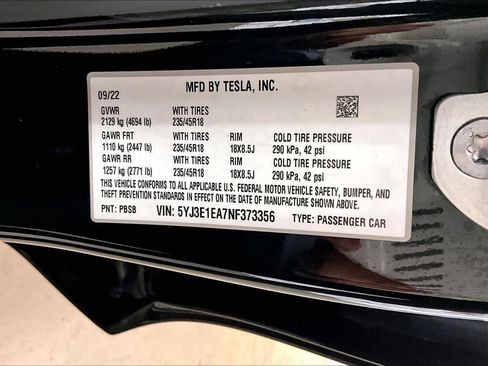 MFD BY TESLA, INC.
09/22
GVWR WITH TIRES
2129 kg (4694 lb) 235/45R18
GAWR FRT WITH TIRES RIM COLD TIRE PRESSURE
1110 kg (2447 lb) 235/45R18 18X8.5J 290 kPa, 42 psi
GAWR RR WITH TIRES RIM COLD TIRE PRESSURE
1257 kg (2771 lb) 235/45R18 18X8.5J 290 kPa, 42 psi
THIS VEHICLE CONFORMS TO ALL APPLICABLE U.S. FEDERAL MOTOR VEHICLE SAFETY, BUMPER, AND
THEFT PREVENTION STANDARDS IN EFFECT ON THE DATE OF MANUFACTURE SHOWN ABOVE.
PNT: PBSB VIN: 5YJ3E1EA7NF373356 TYPE: PASSENGER CAR